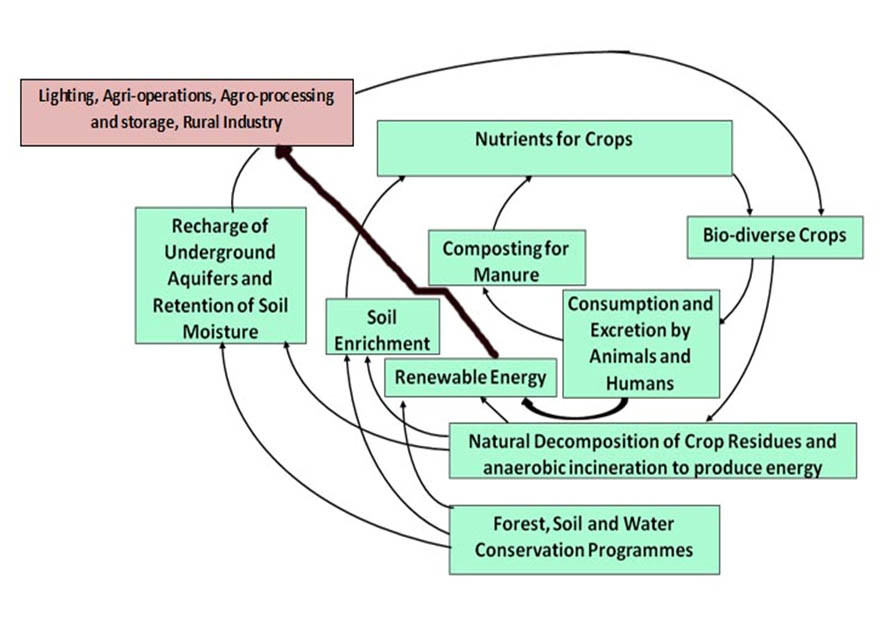 Lighting, Agri-operations, Agro-processing
and storage, Rural Industry
Nutrients for Crops
Recharge of
Underground
Aquifers and
Retention of Soil
Moisture
Composting for
Manure
Bio-diverse Crops
Soil
Enrichment
Consumption and
Excretion by
Animals and
Humans
Renewable Energy
Natural Decomposition of Crop Residues and
anaerobic incineration to produce energy
Forest, Soil and Water
Conservation Programmes